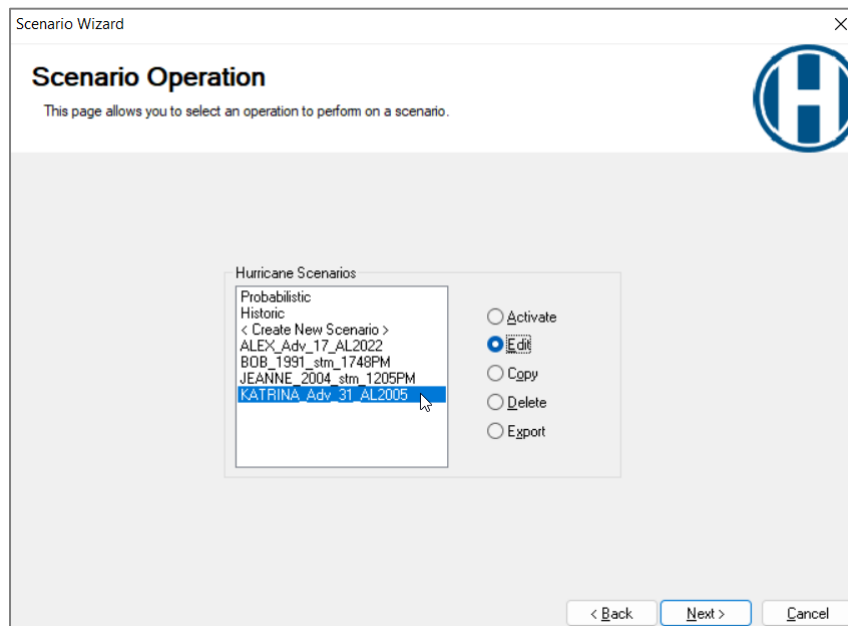 Scenario Wizard
Scenario Operation
This page allows you to select an operation to perform on a scenario.
H
Hurricane Scenarios
Probabilistic
Historic
< Create New Scenario >
ALEX_Adv_17_AL2022
BOB_1991_stm_1748PM
JEANNE_2004_stm_1205PM
KATRINA_Adv_31_AL2005
Activate
Edit
Copy
Delete
Export
< Back
Next >
Cancel